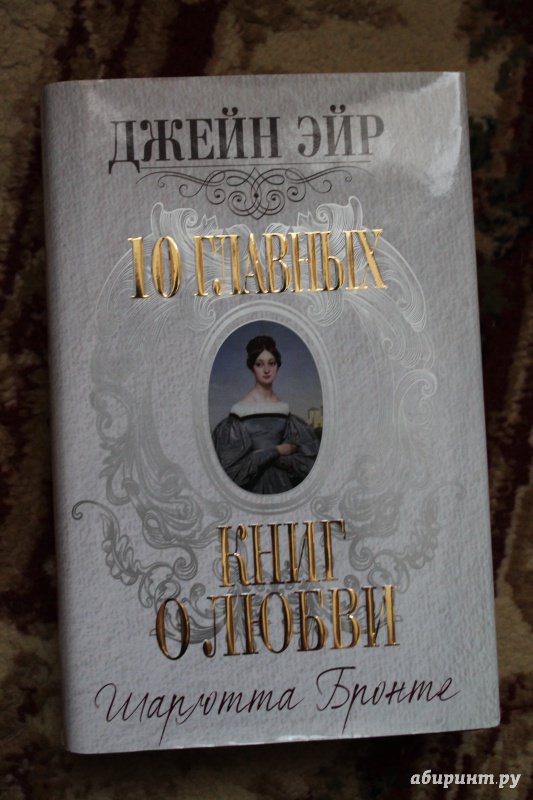 ДЖЕЙН ЭЙР
10 ГЛАВНЫХ
КНИГ
О ЛЮБВИ
Шарлотта Бронте
абиринт.ру